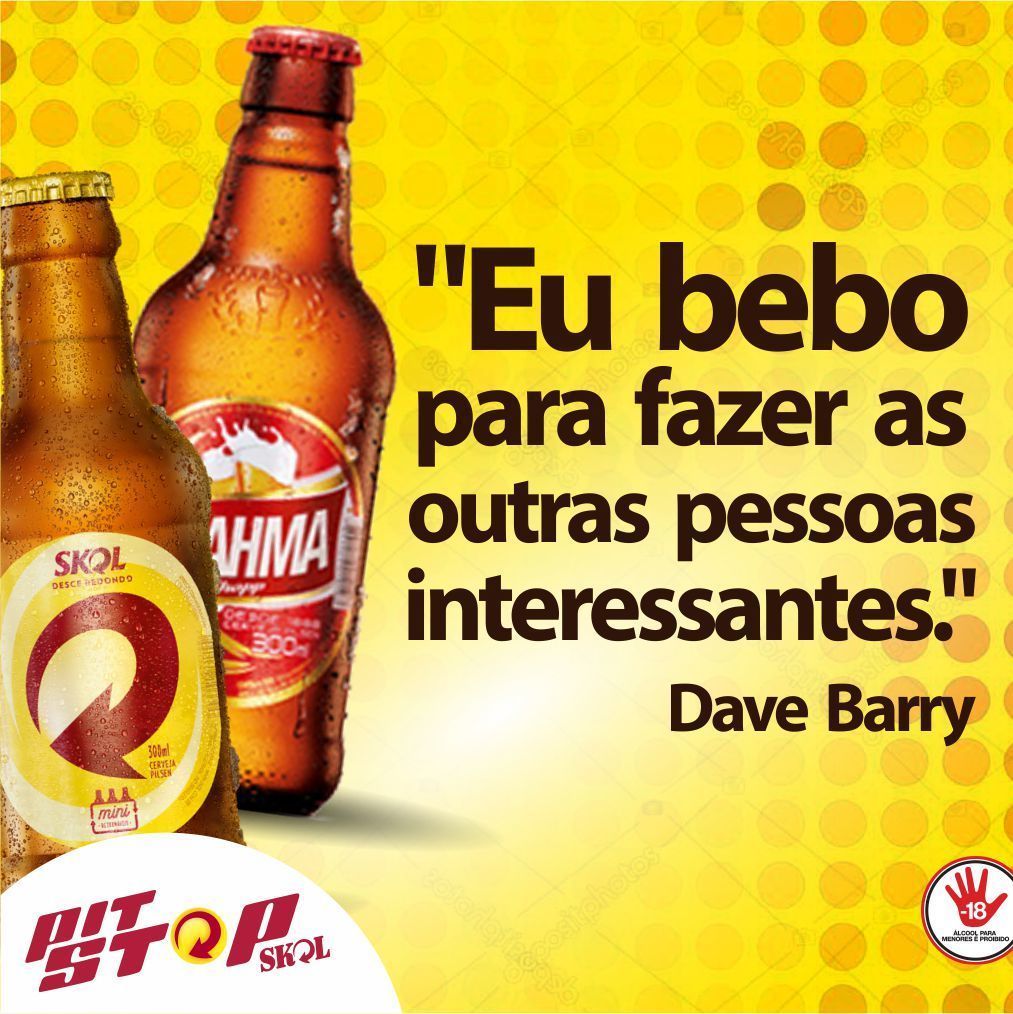 "Eu bebo
para fazer as
outras pessoas
interessantes."
Dave Barry
AHMA
300ml
SKOL
DESCE REDONDO
300ml
CERVEJA
PILSEN
mini
PIT
STOP
SKOL
-18
ÁLCOOL PARA
MENORES É PROIBIDO